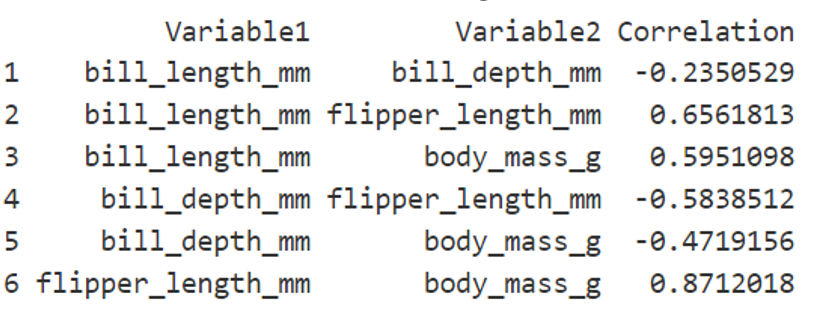 Variable1 Variable2 Correlation
1 bill_length_mm bill_depth_mm -0.2350529
2 bill_length_mm flipper_length_mm 0.6561813
3 bill_length_mm body_mass_g 0.5951098
4 bill_depth_mm flipper_length_mm -0.5838512
5 bill_depth_mm body_mass_g -0.4719156
6 flipper_length_mm body_mass_g 0.8712018